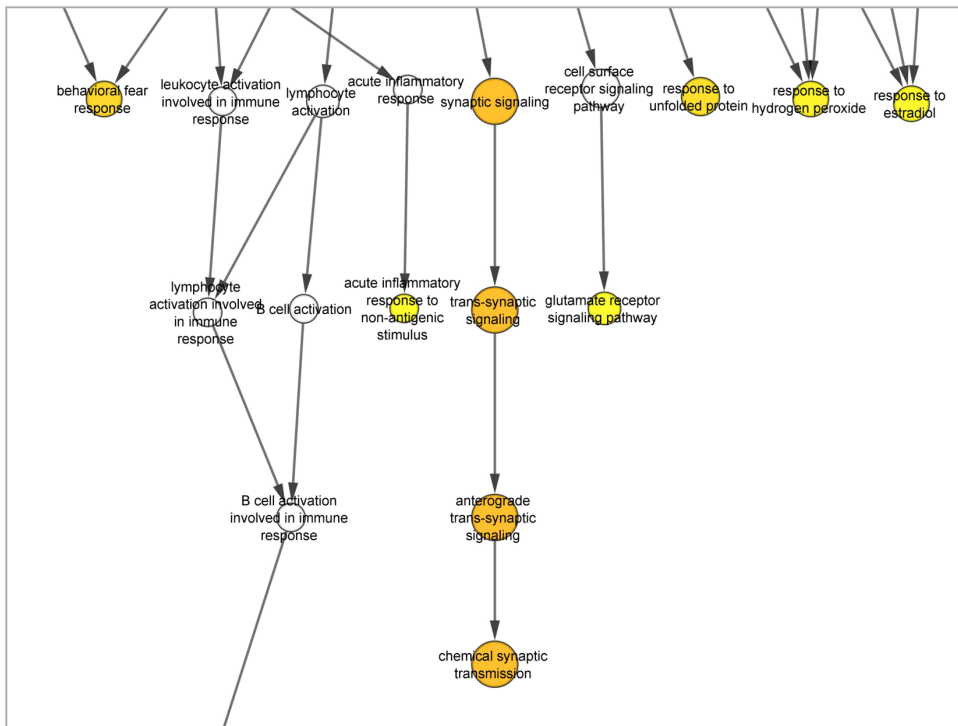 behavioral fear
response
leukocyte activation
involved in immune
response
lymphocyte
activation
acute inflammatory
response
synaptic signaling
cell surface
receptor signaling
pathway
response to
unfolded protein
response to
hydrogen peroxide
response to
estradiol
lymphocyte
activation involved
in immune
response
B cell activation
acute inflammatory
response to
non-antigenic
stimulus
trans-synaptic
signaling
glutamate receptor
signaling pathway
B cell activation
involved in immune
response
anterograde
trans-synaptic
signaling
chemical synaptic
transmission